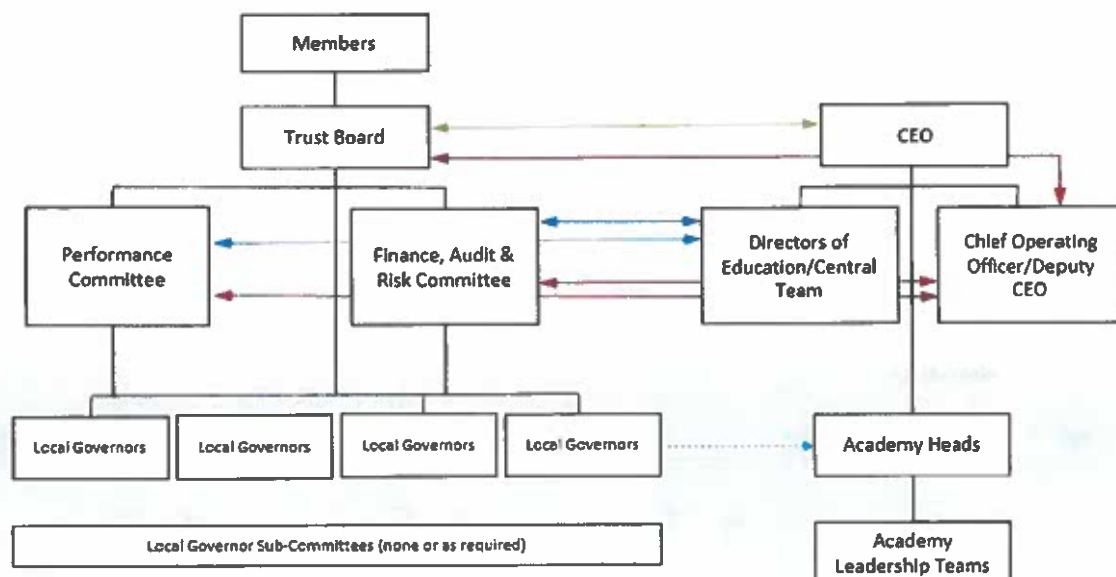 Members
Trust Board
CEO
Performance
Committee
Finance, Audit &
Risk Committee
Directors of
Education/Central
Team
Chief Operating
Officer/Deputy
CEO
Local Governors
Local Governors
Local Governors
Local Governors
Academy Heads
Local Governor Sub-Committees (none or as required)
Academy
Leadership Teams